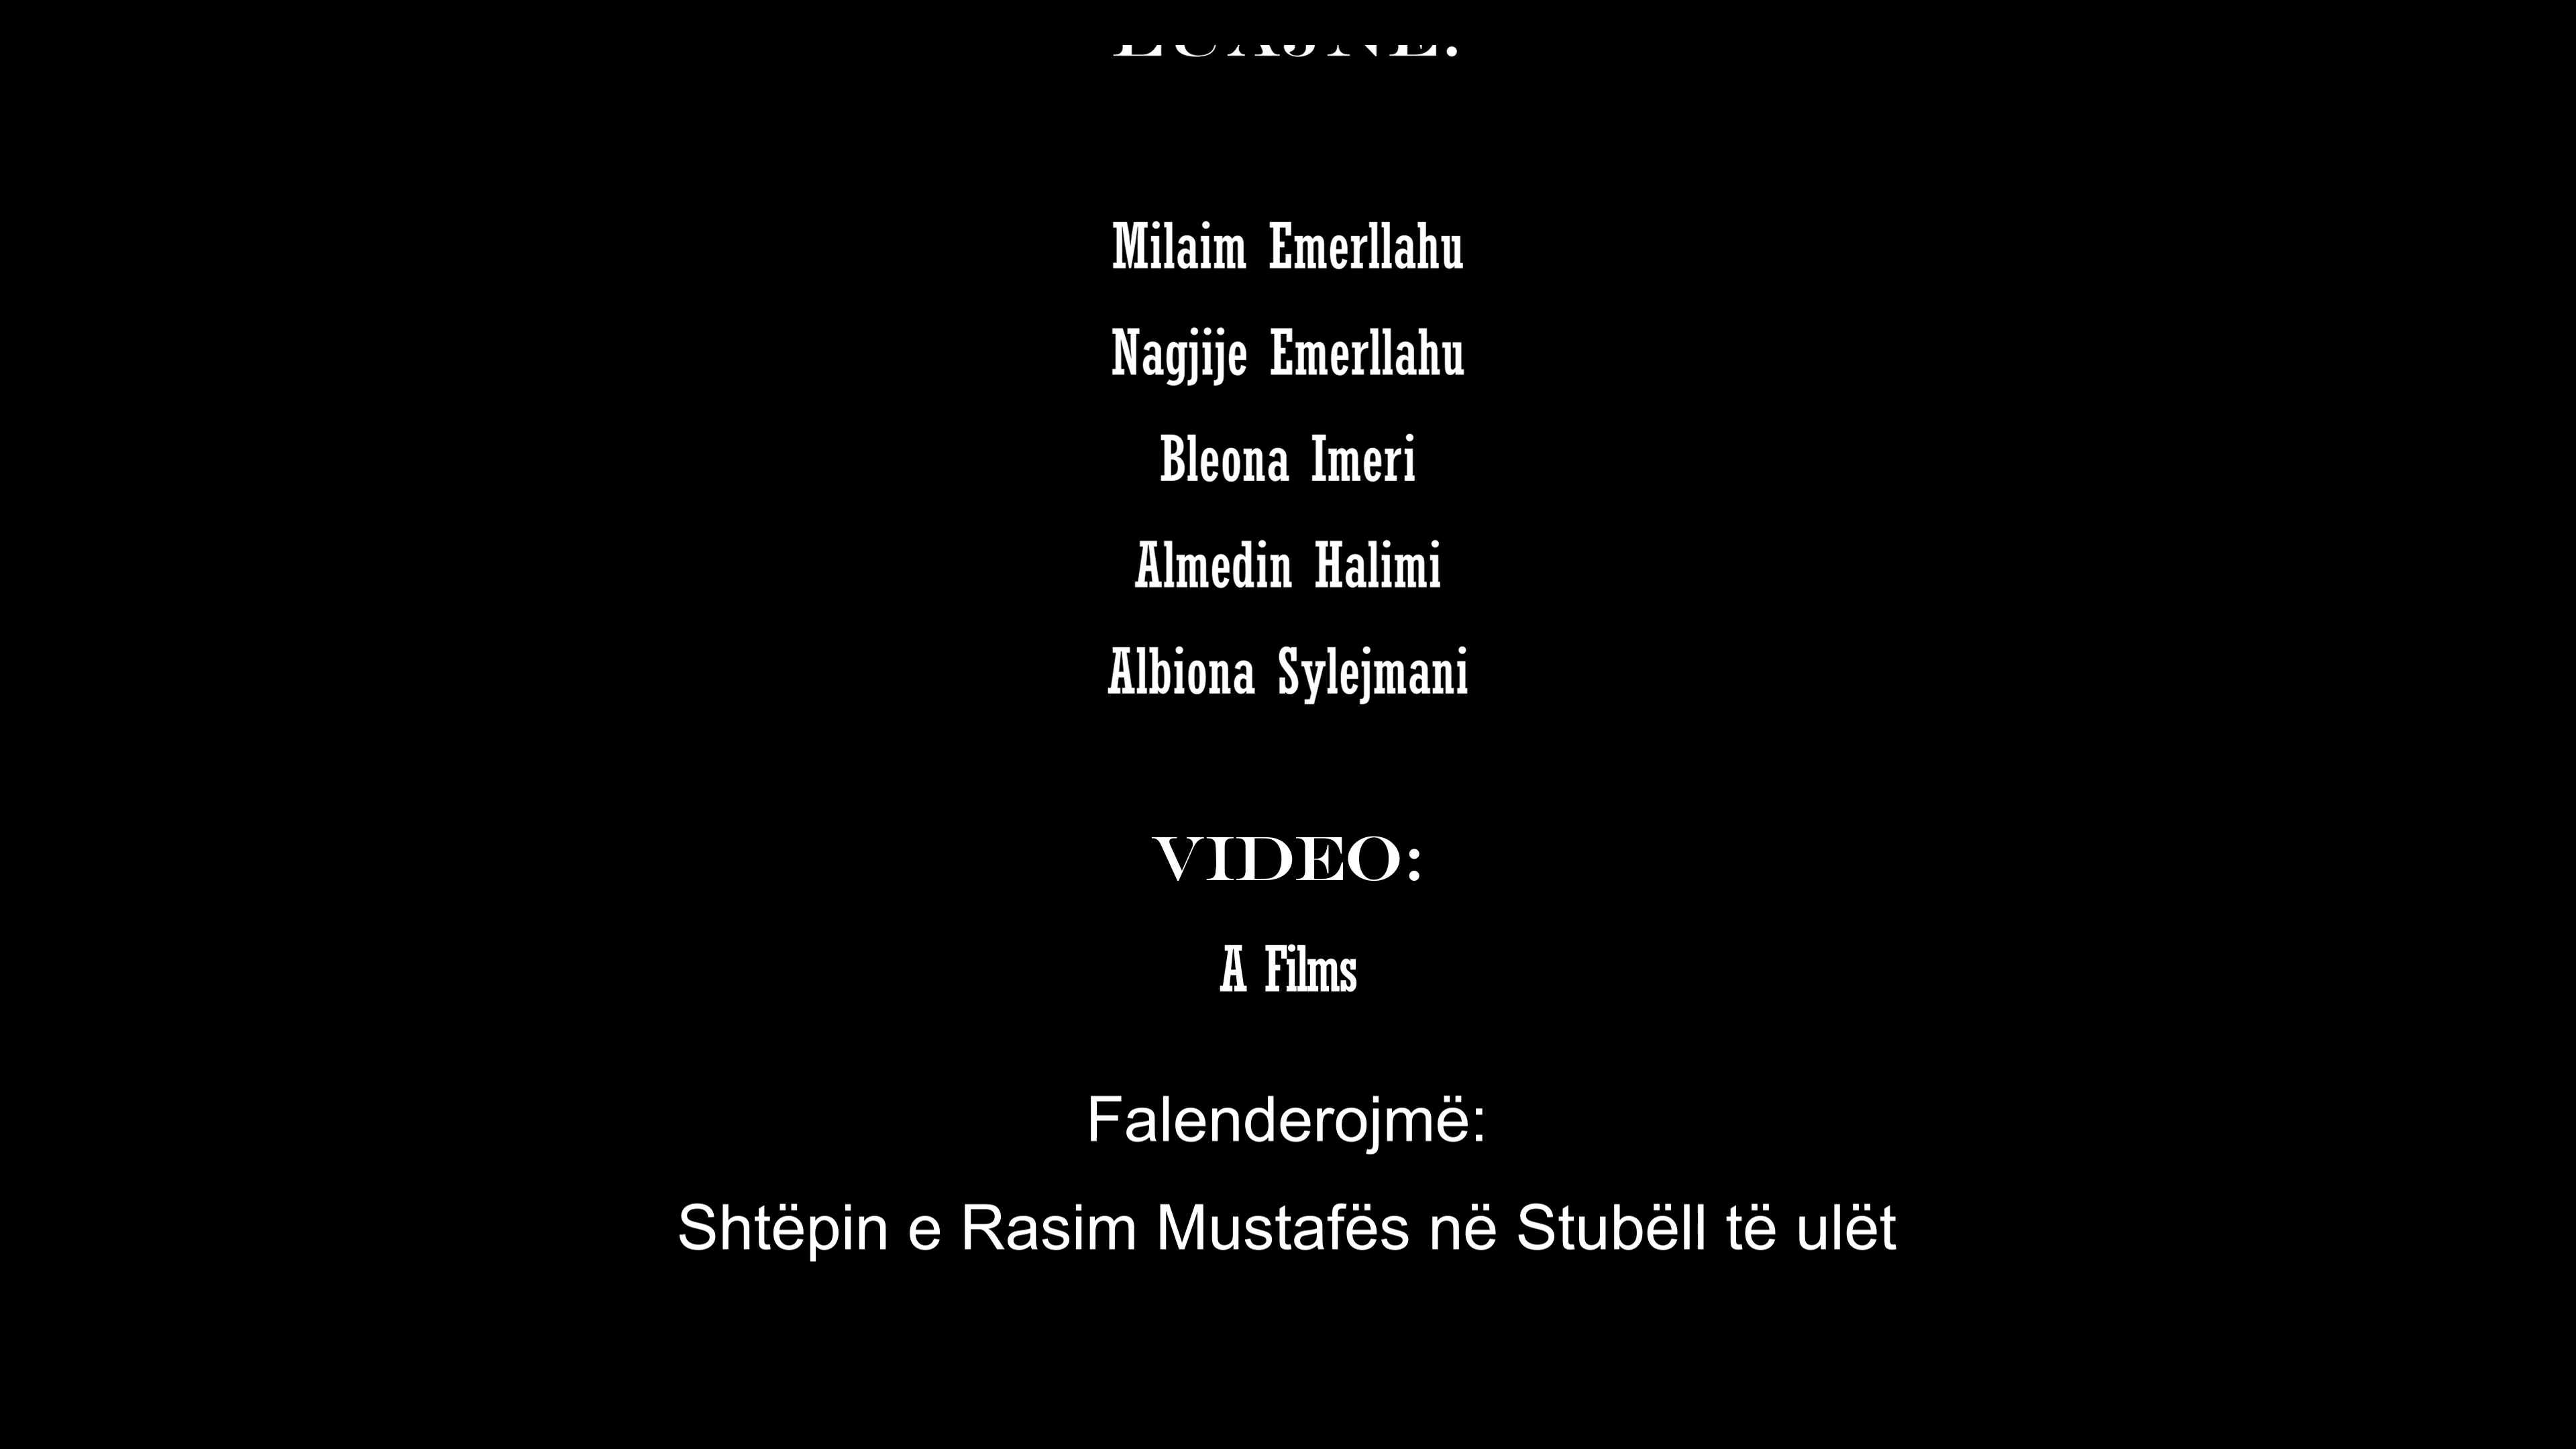 LUAJNË:
Milaim Emerllahu
Nagjije Emerllahu
Bleona Imeri
Almedin Halimi
Albiona Sylejmani
VIDEO:
A Films
Falenderojmë:
Shtëpin e Rasim Mustafës në Stubëll të ulët